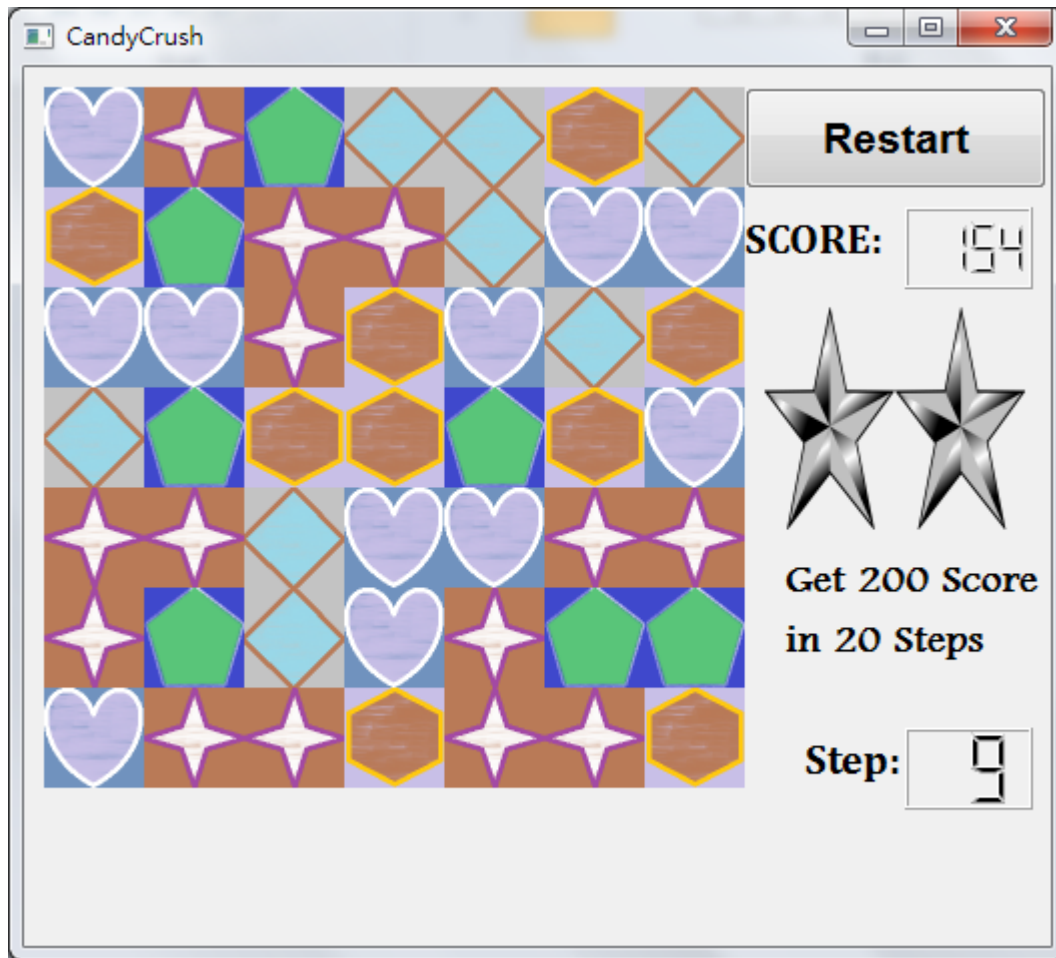 CandyCrush
Restart
SCORE: 154
Get 200 Score
in 20 Steps
Step: 9